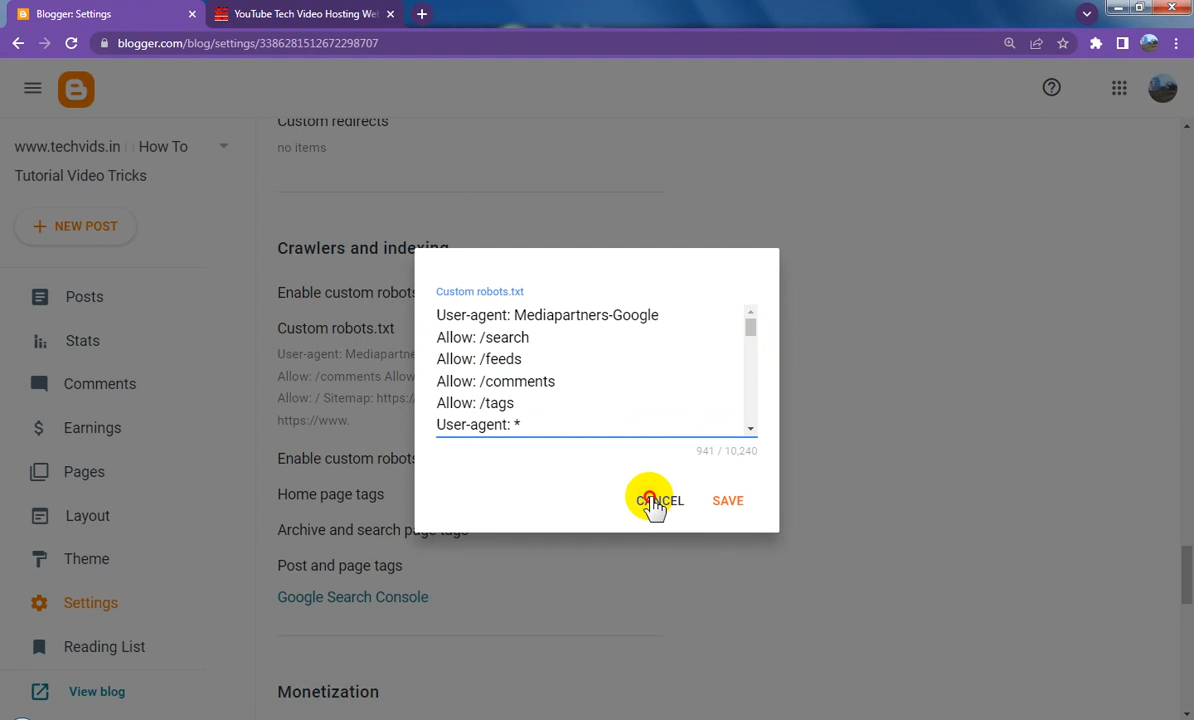 Blogger: Settings
YouTube Tech Video Hosting We
blogger.com/blog/settings/3386281512672298707
www.techvids.in | | How To
Tutorial Video Tricks
NEW POST
Posts
Stats
Comments
Earnings
Pages
Layout
Theme
Settings
Reading List
View blog
Custom redirects
no items
Crawlers and indexing
Enable custom robots
Custom robots.txt
User-agent: Mediapartne
Allow: /comments Allow
Allow: / Sitemap: https:/
https://www.
Enable custom robots
Home page tags
Archive and search page tags
Post and page tags
Google Search Console
Monetization
Custom robots.txt
User-agent: Mediapartners-Google
Allow: /search
Allow: /feeds
Allow: /comments
Allow: /tags
User-agent: *
941 / 10,240
CANCEL
SAVE